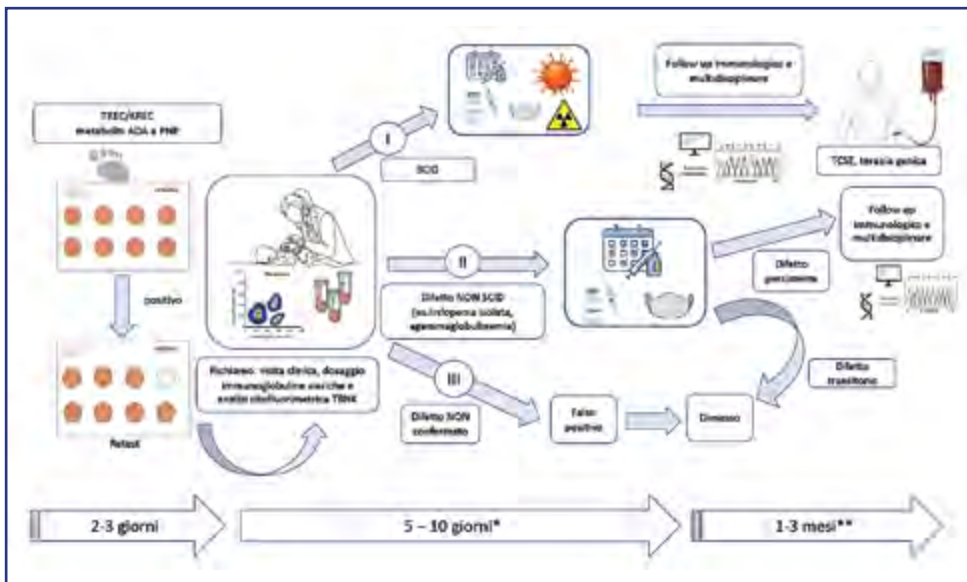 TREC/KREC
metaboliti ADA e PNP
positivo
Retest
Richiamo: visita clinica, dosaggio
immunoglobuline sieriche e
analisi citofluorimetrica TBNK
I
SCID
Follow up immunologico e
multidisciplinare
TCSE, terapia genica
II
Difetto NON SCID
(es.linfopenia isolata,
agammaglobulinemia)
Difetto
persistente
Follow up
immunologico e
multidisciplinare
III
Difetto NON
confermato
Falso
positivo
Dimesso
Difetto
transitorio
2-3 giorni
5 – 10 giorni*
1-3 mesi**